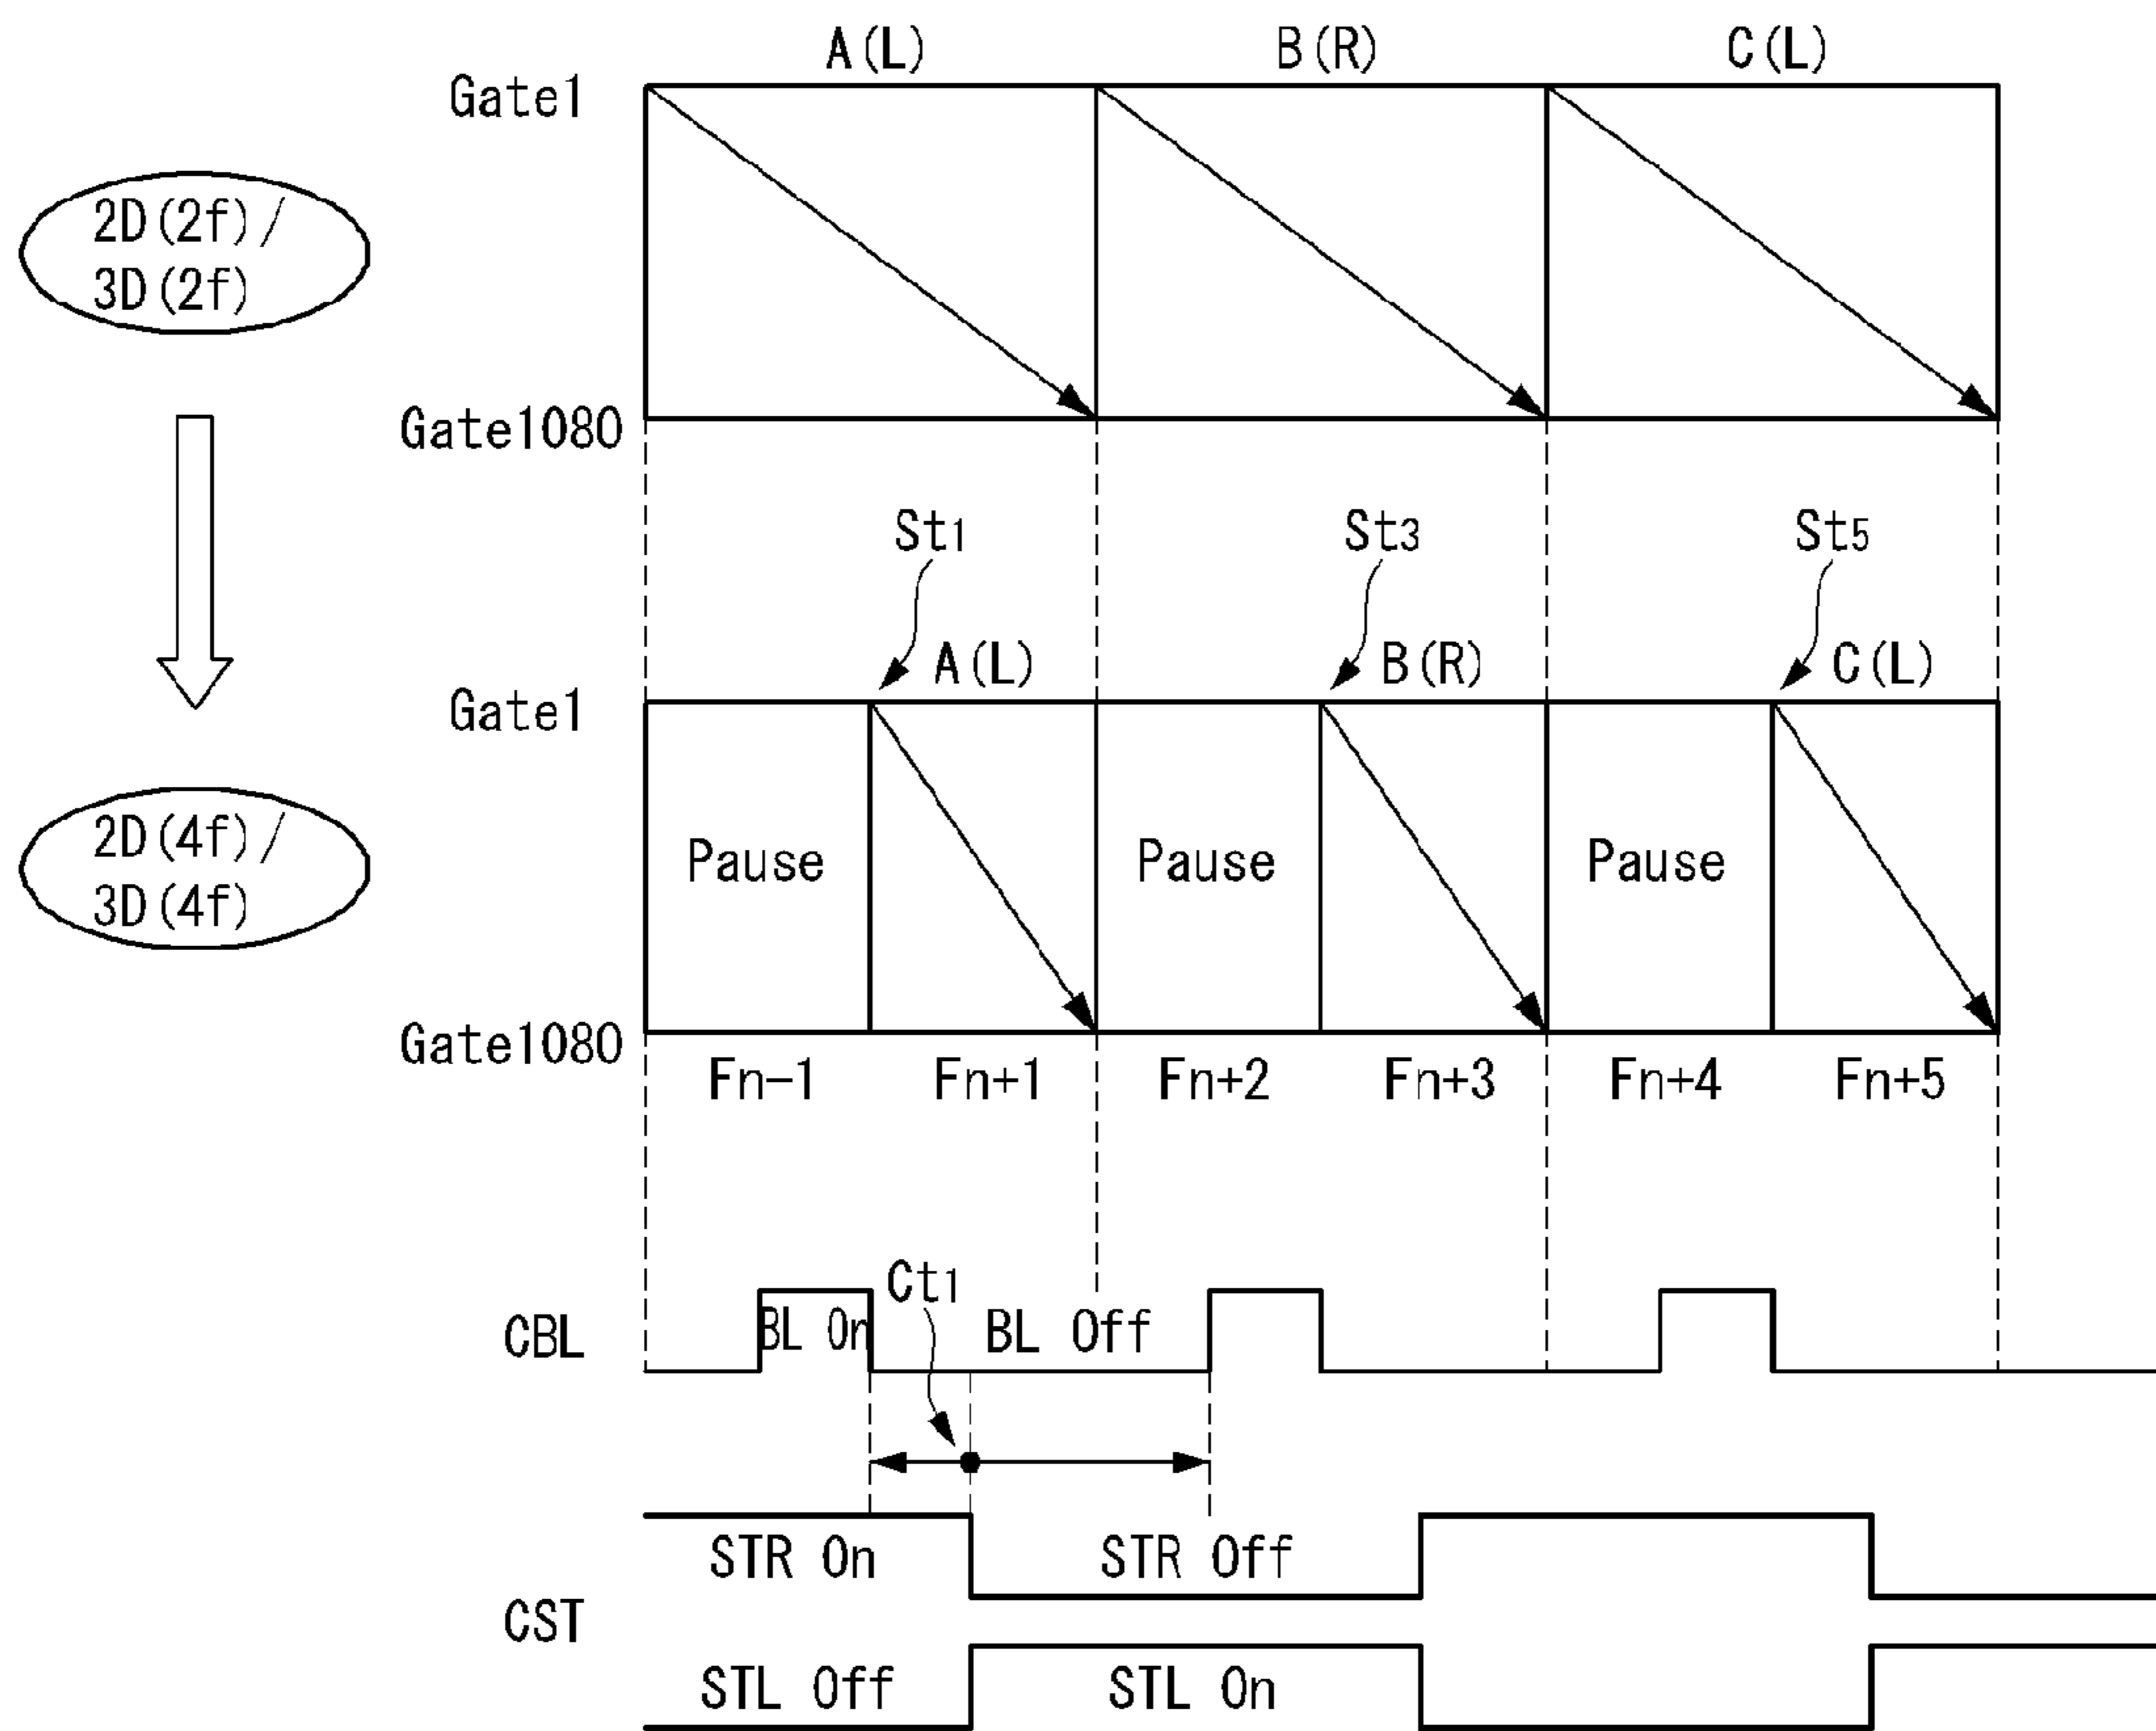 A(L) B(R) C(L)
Gate1
2D(2f)/
3D(2f)
Gate1080
St1 St3 St5
A(L) B(R) C(L)
Gate1
2D(4f)/
3D(4f)
Pause Pause Pause
Gate1080
Fn-1 Fn+1 Fn+2 Fn+3 Fn+4 Fn+5
Ct1
CBL BL On BL Off
STR On STR Off
CST
STL Off STL On